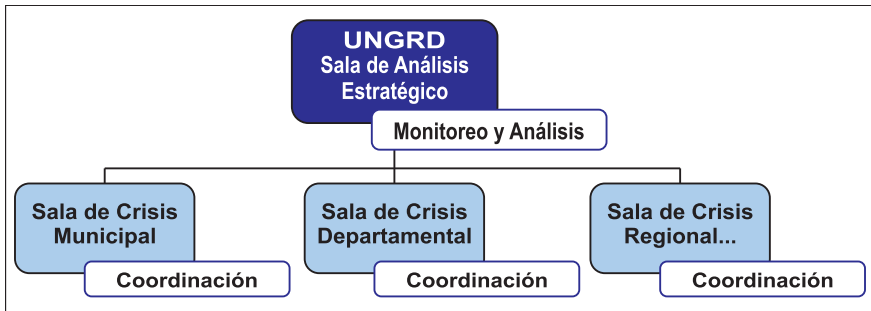 UNGRD
Sala de Análisis
Estratégico
Monitoreo y Análisis
Sala de Crisis
Municipal
Coordinación
Sala de Crisis
Departamental
Coordinación
Sala de Crisis
Regional...
Coordinación